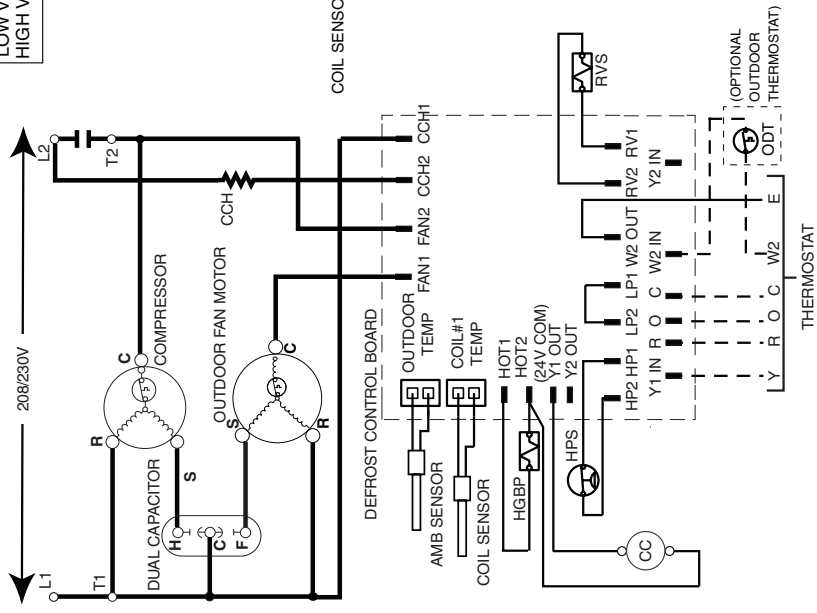 LOW V
HIGH V
208/230V
L1
L2
T1
T2
CCH
COIL SENSO
R
C
COMPRESSOR
S
DUAL CAPACITOR
H
C
F
OUTDOOR FAN MOTOR
S
C
R
DEFROST CONTROL BOARD
FAN1
FAN2
CCH2
CCH1
OUTDOOR
TEMP
AMB SENSOR
COIL#1
TEMP
COIL SENSOR
HOT1
HOT2
(24V COM)
Y1 OUT
Y2 OUT
HGBP
HPS
CC
HP2
HP1
LP2
LP1
W2 OUT
RV2
RV1
RVS
Y1 IN
R
O
C
W2 IN
Y2 IN
Y
R
O
C
W2
E
THERMOSTAT
ODT
(OPTIONAL
OUTDOOR
THERMOSTAT)